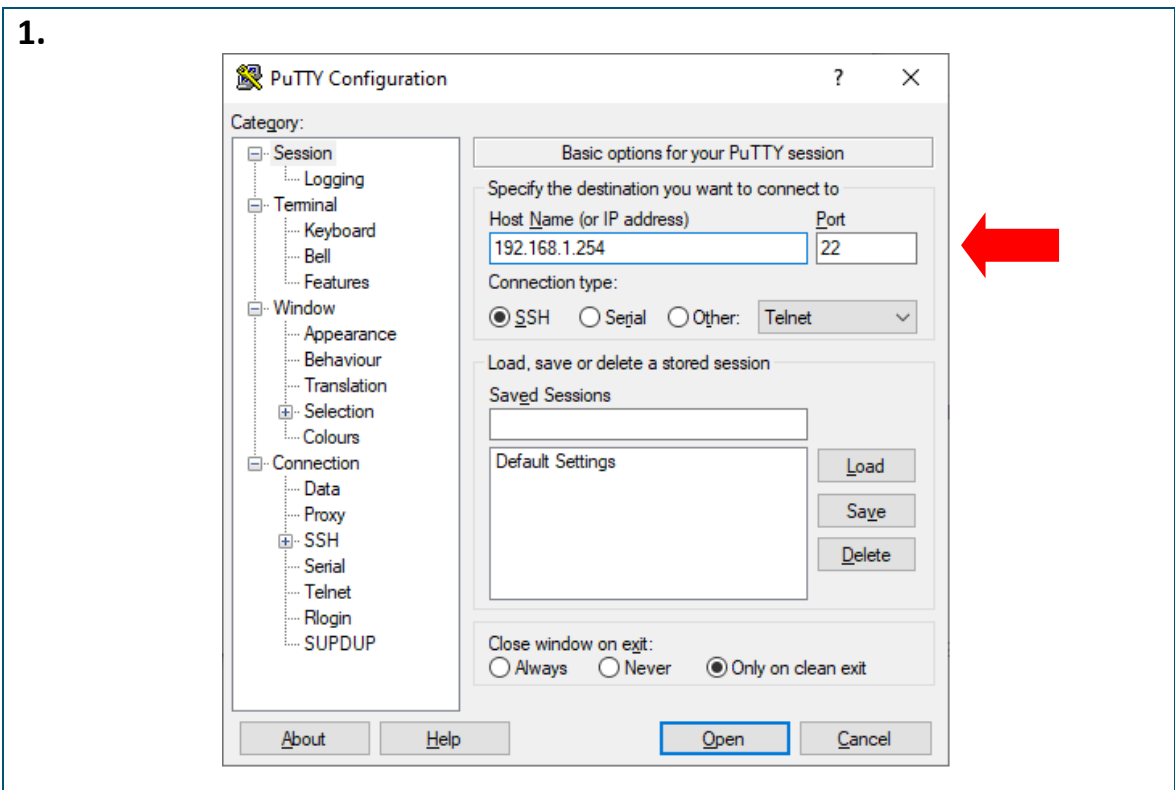 1.
PuTTY Configuration ?
Category:
Session
Logging
Terminal
Keyboard
Bell
Features
Window
Appearance
Behaviour
Translation
Selection
Colours
Connection
Data
Proxy
SSH
Serial
Telnet
Rlogin
SUPDUP
Basic options for your PuTTY session
Specify the destination you want to connect to
Host Name (or IP address) Port
192.168.1.254 22
Connection type:
SSH Serial Other: Telnet
Load, save or delete a stored session
Saved Sessions
Default Settings
Load
Save
Delete
Close window on exit:
Always Never Only on clean exit
About Help Open Cancel